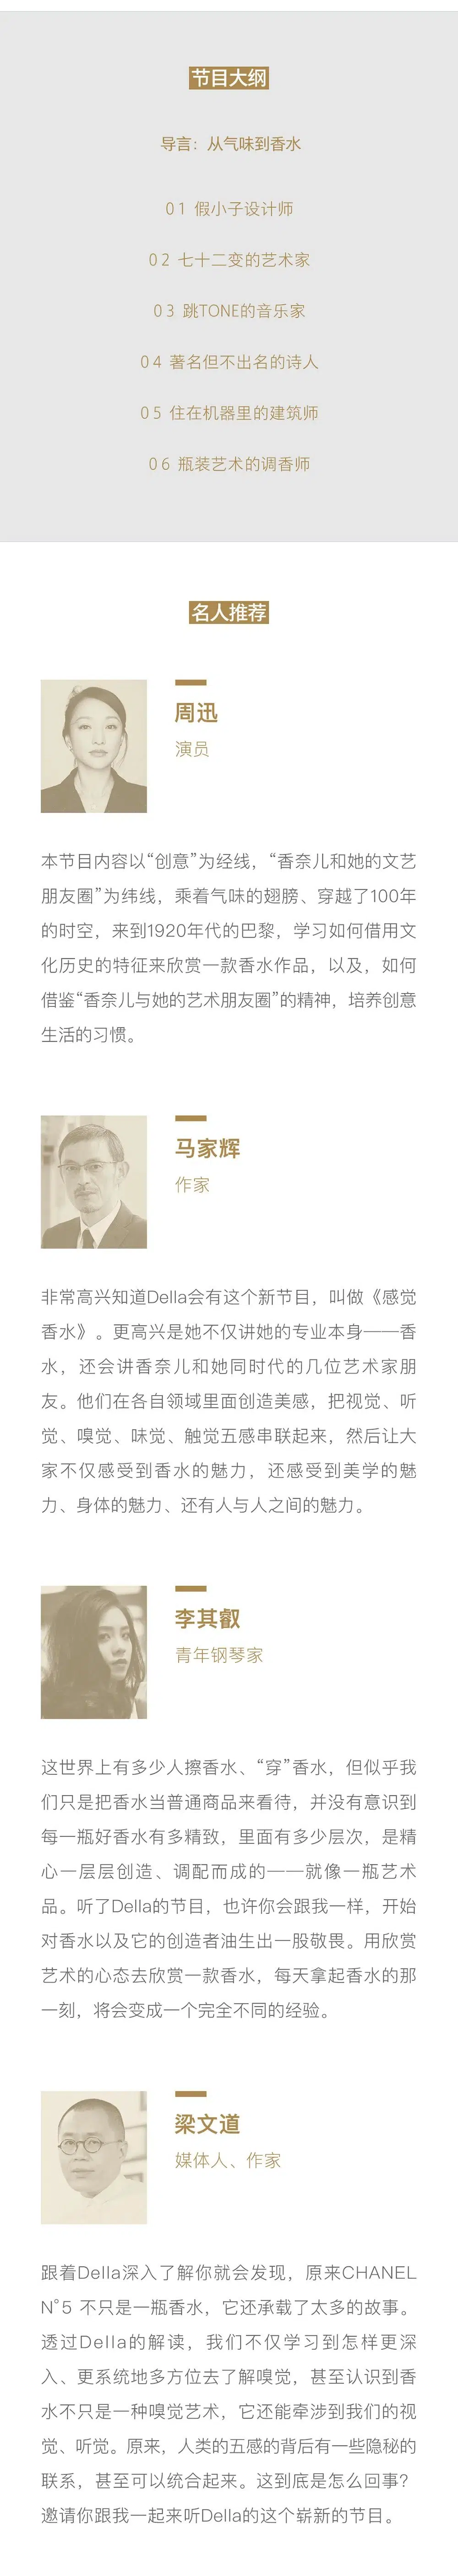 节目大纲
导言：从气味到香水
01 假小子设计师
02 七十二变的艺术家
03 跳TONE的音乐家
04 著名但不出名的诗人
05 住在机器里的建筑师
06 瓶装艺术的调香师
名人推荐
周迅
演员
本节目内容以“创意”为经线，“香奈儿和她的文艺
朋友圈”为纬线，乘着气味的翅膀、穿越了100年
的时空，来到1920年代的巴黎，学习如何借用文
化历史的特征来欣赏一款香水作品，以及，如何
借鉴“香奈儿与她的艺术朋友圈”的精神，培养创意
生活的习惯。
马家辉
作家
非常高兴知道Della会有这个新节目，叫做《感觉
香水》。更高兴是她不仅讲她的专业本身——香
水，还会讲香奈儿和她同时代的几位艺术家朋
友。他们在各自领域里面创造美感，把视觉、听
觉、嗅觉、味觉、触觉五感串联起来，然后让大
家不仅感受到香水的魅力，还感受到美学的魅
力、身体的魅力、还有人与人之间的魅力。
李其叡
青年钢琴家
这世界上有多少人擦香水、“穿”香水，但似乎我
们只是把香水当普通商品来看待，并没有意识到
每一瓶好香水有多精致，里面有多少层次，是精
心一层层创造、调配而成的——就像一瓶艺术
品。听了Della的节目，也许你会跟我一样，开始
对香水以及它的创造者油生出一股敬畏。用欣赏
艺术的心态去欣赏一款香水，每天拿起香水的那
一刻，将会变成一个完全不同的经验。
梁文道
媒体人、作家
跟着Della深入了解你就会发现，原来CHANEL
N°5 不只是一瓶香水，它还承载了太多的故事。
透过Della的解读，我们不仅学习到怎样更深
入、更系统地多方位去了解嗅觉，甚至认识到香
水不只是一种嗅觉艺术，它还能牵涉到我们的视
觉、听觉。原来，人类的五感的背后有一些隐秘的
联系，甚至可以统合起来。这到底是怎么回事？
邀请你跟我一起来听Della的这个崭新的节目。